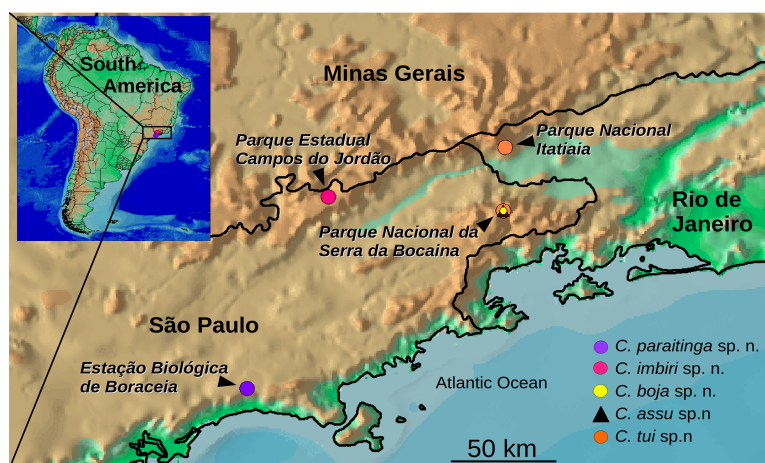 South
America
Minas Gerais
Parque Estadual
Campos do Jordão
Parque Nacional
Itatiaia
Rio de
Janeiro
Parque Nacional da
Serra da Bocaina
São Paulo
Estação Biológica
de Boraceia
Atlantic Ocean
C. paraitinga sp. n.
C. imbiri sp. n.
C. boja sp. n.
C. assu sp.n
C. tui sp.n
50 km